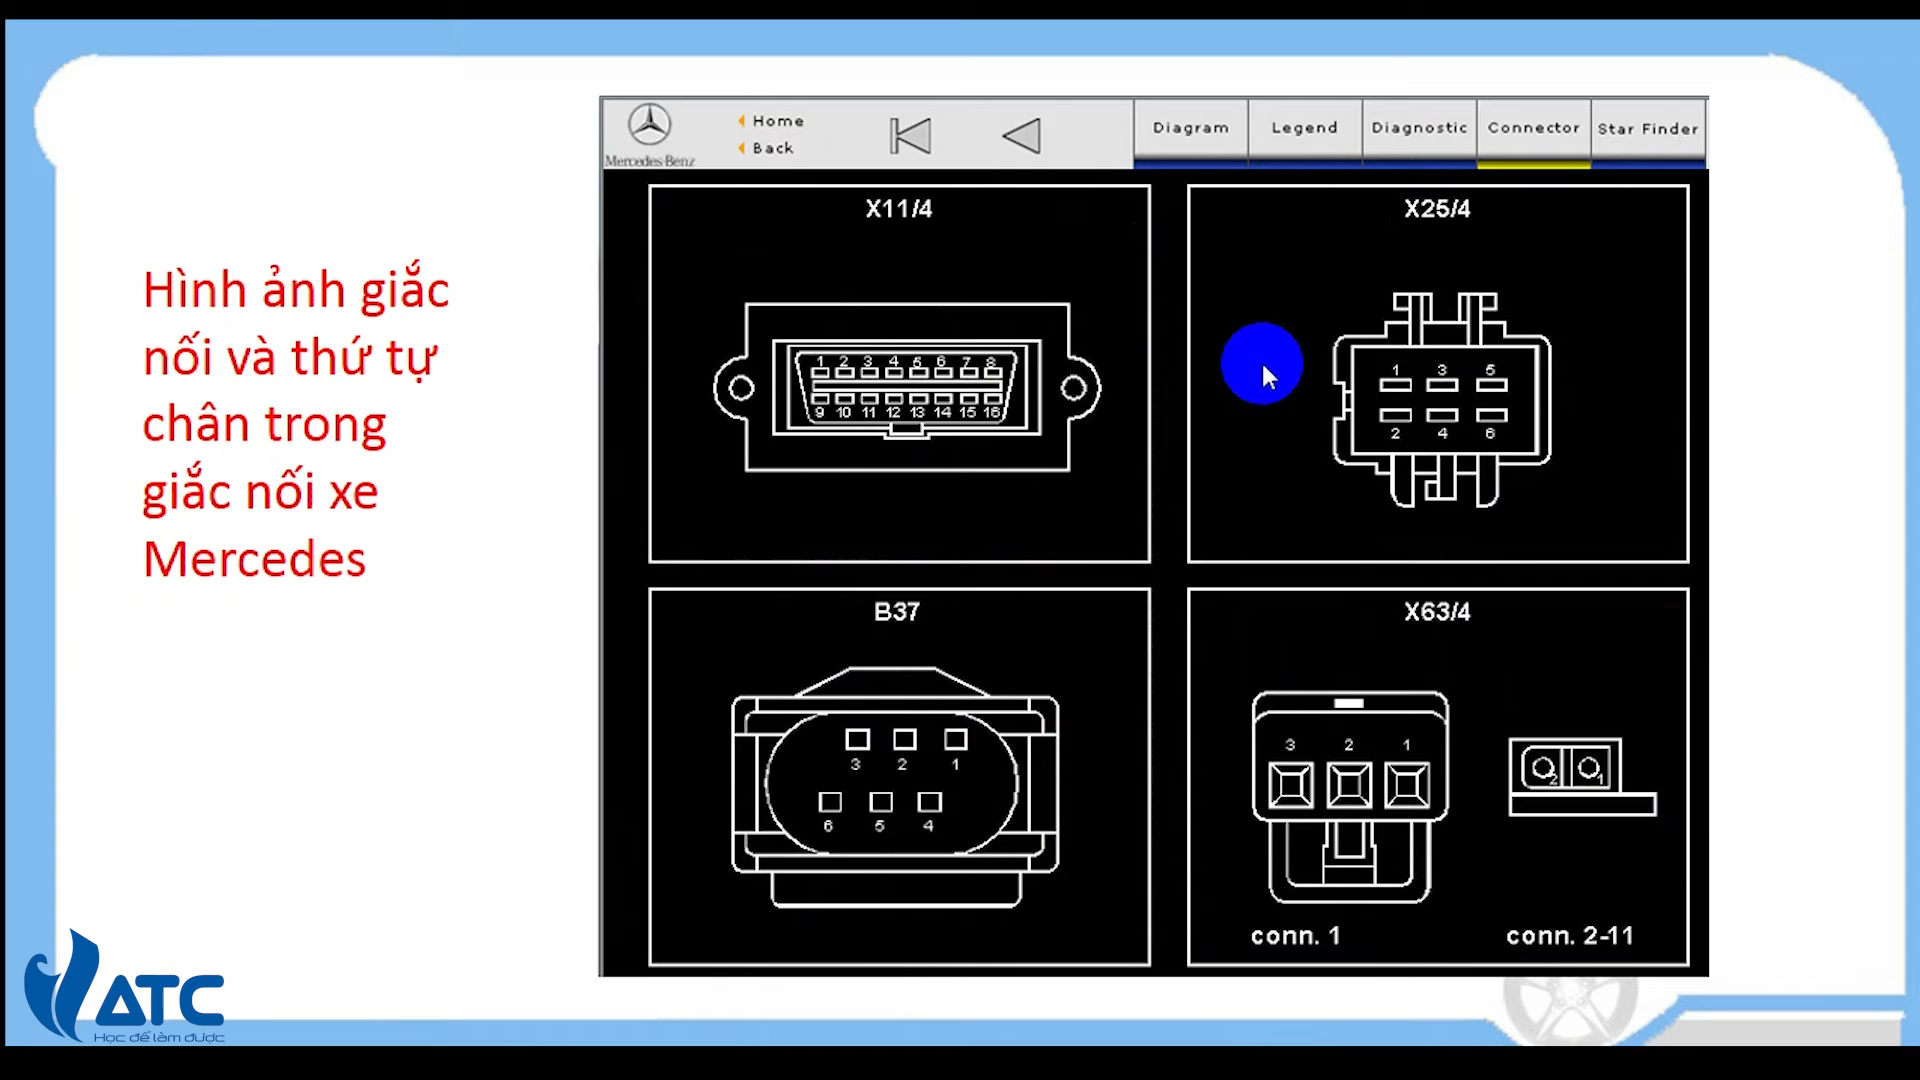 Hình ảnh giắc
nối và thứ tự
chân trong
giắc nối xe
Mercedes
Mercedes-Benz
Home
Back
Diagram
Legend
Diagnostic
Connector
Star Finder
X11/4
1 2 3 4 5 6 7 8
9 10 11 12 13 14 15 16
X25/4
1 3 5
2 4 6
B37
3 2 1
6 5 4
X63/4
3 2 1
2 1
conn. 1
conn. 2-11
VATC
Học để làm được